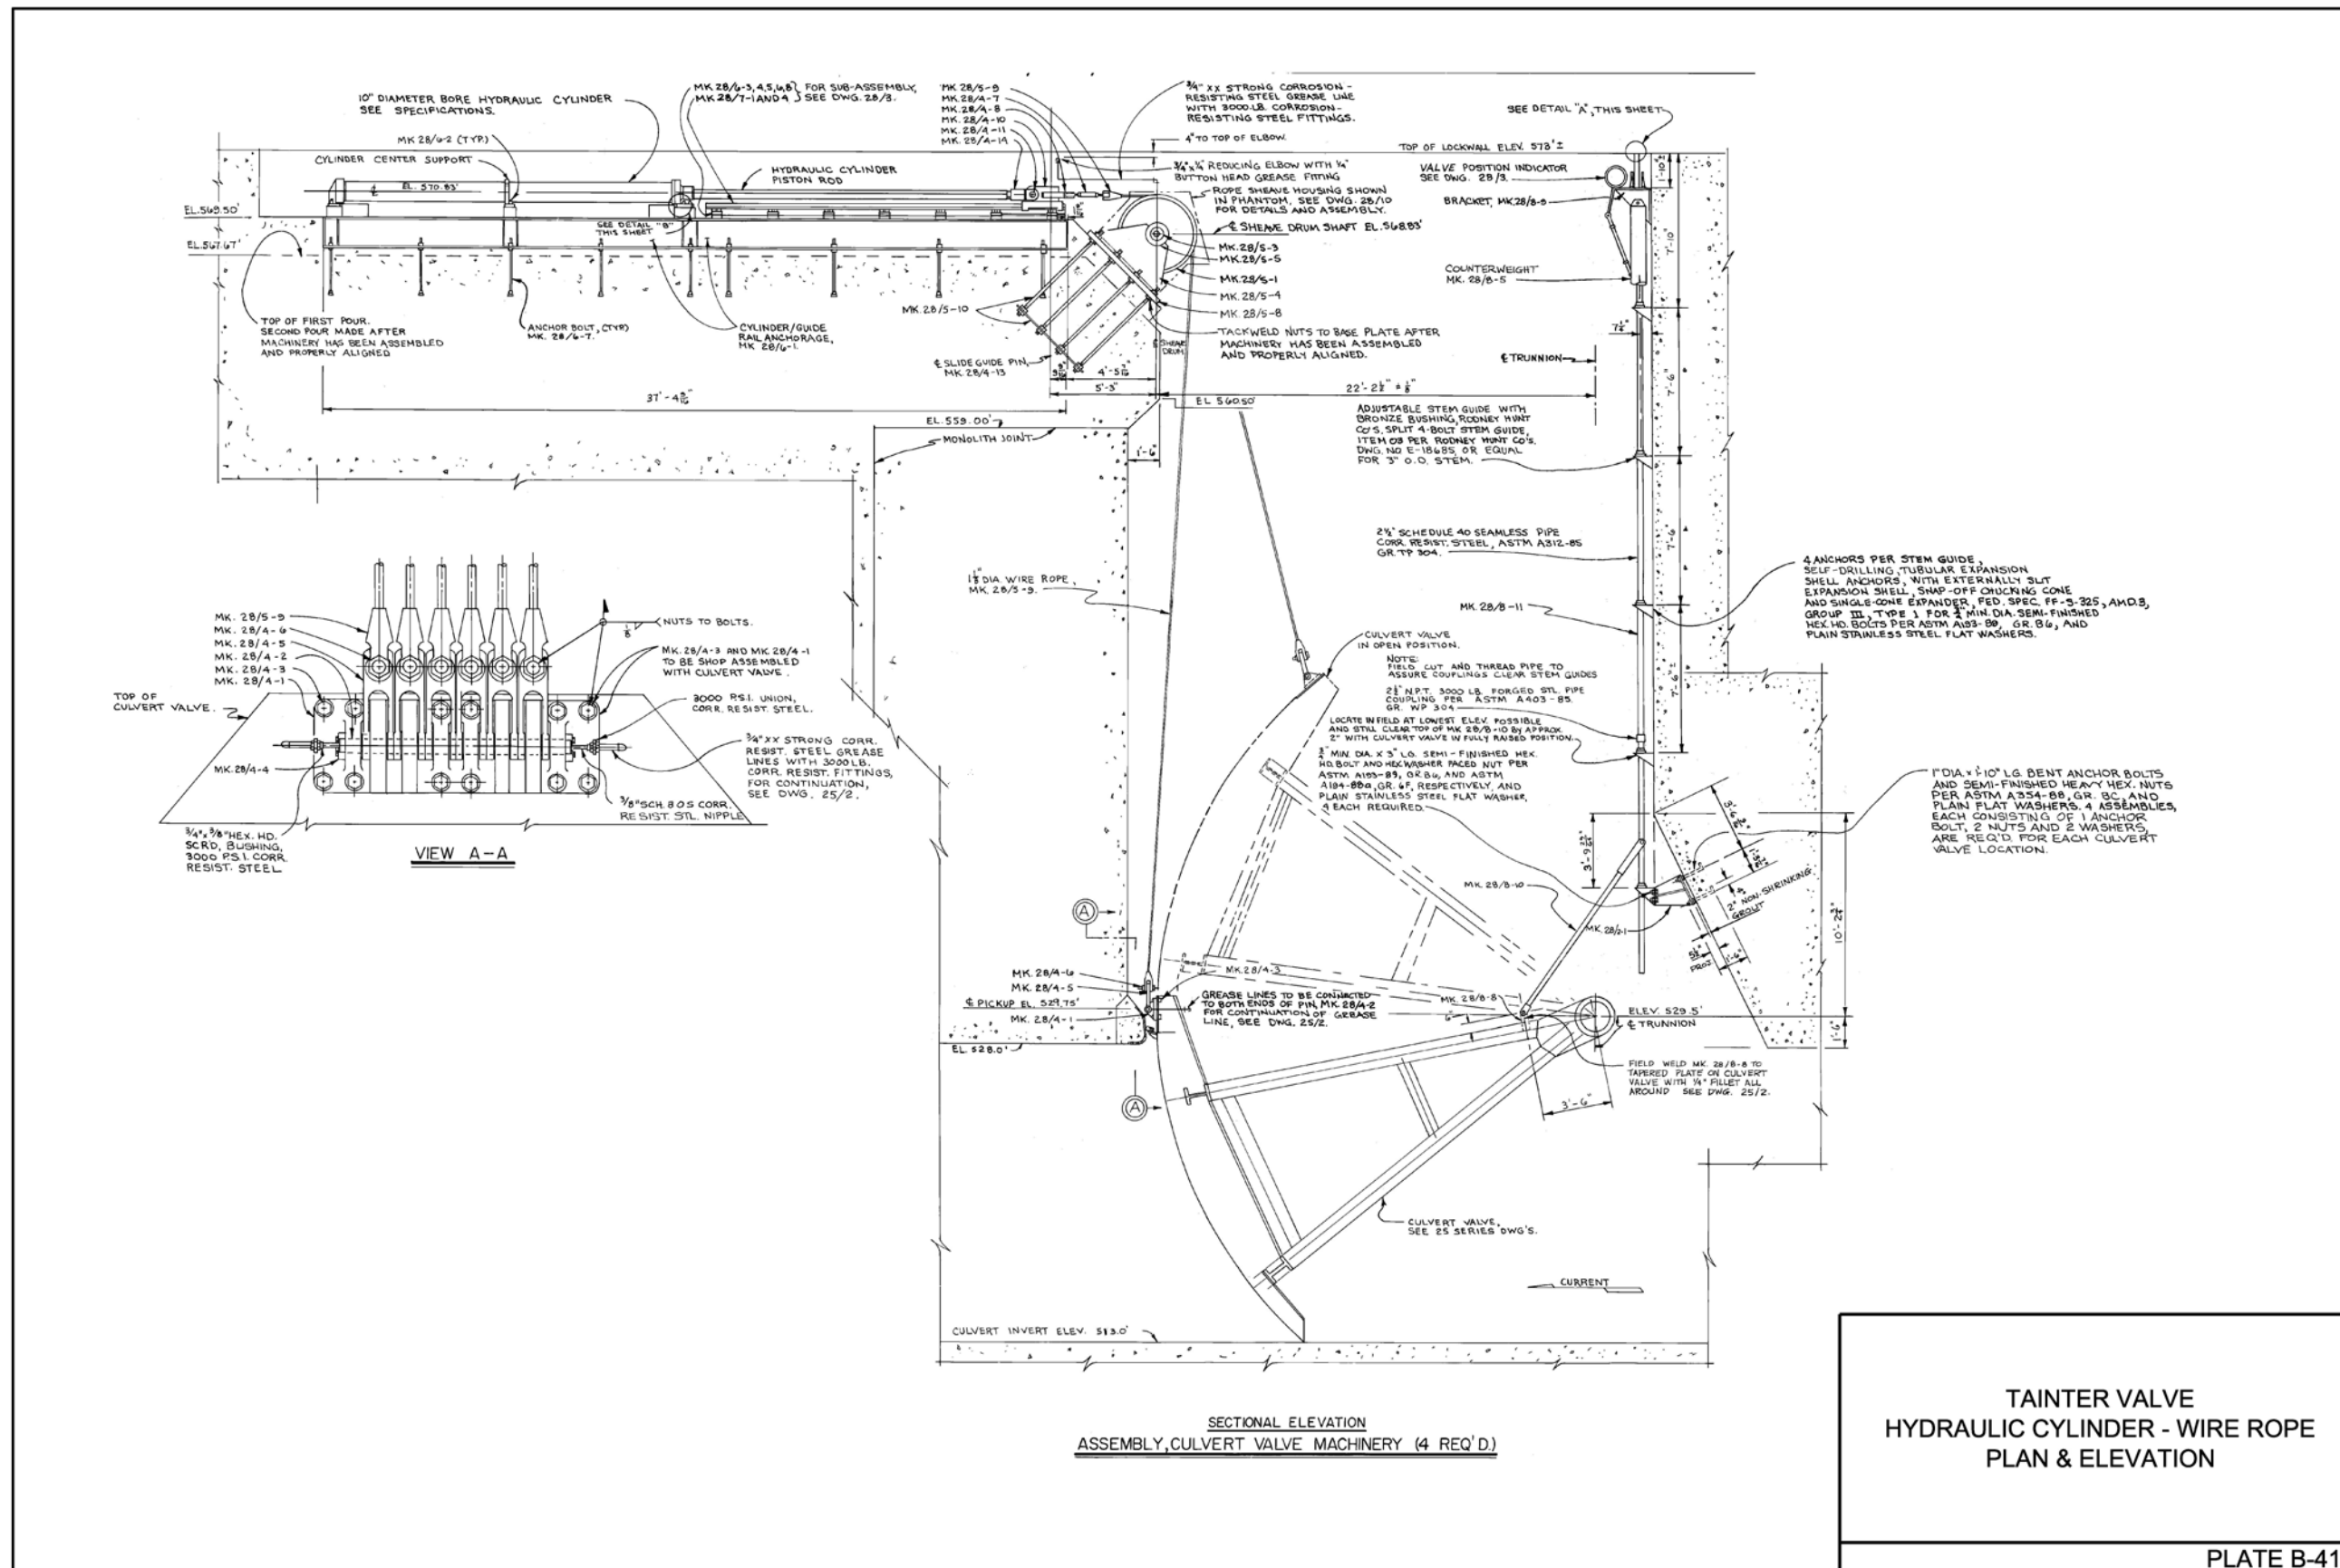 10" DIAMETER BORE HYDRAULIC CYLINDER
SEE SPECIFICATIONS.
MK 28/6-2 (TYP.)
CYLINDER CENTER SUPPORT
EL. 570.83'
EL. 569.50'
EL. 567.67'
TOP OF FIRST POUR.
SECOND POUR MADE AFTER
MACHINERY HAS BEEN ASSEMBLED
AND PROPERLY ALIGNED
ANCHOR BOLT, (TYP)
MK. 28/6-7.
CYLINDER/GUIDE
RAIL ANCHORAGE,
MK 28/6-1.
SEE DETAIL "B"
THIS SHEET
MK 28/6-3,4,5,6,8 } FOR SUB-ASSEMBLY,
MK 28/7-1 AND 4 } SEE DWG. 28/3.
HYDRAULIC CYLINDER
PISTON ROD
MK 28/5-9
MK. 28/4-7
MK. 28/4-8
MK. 28/4-10
MK. 28/4-11
MK. 28/4-14
3/4" XX STRONG CORROSION-
RESISTING STEEL GREASE LINE
WITH 3000 LB. CORROSION-
RESISTING STEEL FITTINGS.
4" TO TOP OF ELBOW.
3/4" x 1/4" REDUCING ELBOW WITH 1/4"
BUTTON HEAD GREASE FITTING
ROPE SHEAVE HOUSING SHOWN
IN PHANTOM. SEE DWG. 28/10
FOR DETAILS AND ASSEMBLY.
℄ SHEAVE DRUM SHAFT EL. 568.83'
MK. 28/5-3
MK. 28/5-5
MK. 28/5-1
MK. 28/5-4
MK. 28/5-8
MK. 28/5-10
TACKWELD NUTS TO BASE PLATE AFTER
MACHINERY HAS BEEN ASSEMBLED
AND PROPERLY ALIGNED.
℄ SHEAVE
DRUM
℄ SLIDE GUIDE PIN,
MK. 28/4-13
5'-3"
22'-2 1/2" ± 1/8"
EL 560.50'
EL. 559.00'
MONOLITH JOINT
1'-6"
SEE DETAIL "A", THIS SHEET
TOP OF LOCKWALL ELEV. 573'±
VALVE POSITION INDICATOR
SEE DWG. 28/3.
BRACKET, MK 28/8-9
COUNTERWEIGHT
MK. 28/8-5
7'-10"
℄ TRUNNION
7'-6"
ADJUSTABLE STEM GUIDE WITH
BRONZE BUSHING, RODNEY HUNT
CO'S. SPLIT 4-BOLT STEM GUIDE,
ITEM 03 PER RODNEY HUNT CO'S.
DWG. NO E-18685, OR EQUAL
FOR 3" O.D. STEM.
7'-6"
2 1/2" SCHEDULE 40 SEAMLESS PIPE
CORR. RESIST. STEEL, ASTM A312-85
GR. TP 304.
4 ANCHORS PER STEM GUIDE,
SELF-DRILLING, TUBULAR EXPANSION
SHELL ANCHORS, WITH EXTERNALLY SLIT
EXPANSION SHELL, SNAP-OFF CHUCKING CONE
AND SINGLE-CONE EXPANDER, FED. SPEC. FF-S-325, AMD.3,
GROUP III, TYPE 1 FOR 3/4" MIN. DIA. SEMI-FINISHED
HEX. HD. BOLTS PER ASTM A193-89, GR. B6, AND
PLAIN STAINLESS STEEL FLAT WASHERS.
MK. 28/8-11
CULVERT VALVE
IN OPEN POSITION.
NOTE:
FIELD CUT AND THREAD PIPE TO
ASSURE COUPLINGS CLEAR STEM GUIDES
2 1/2" N.P.T. 3000 LB. FORGED STL. PIPE
COUPLING PER ASTM A403-85
GR. WP 304
LOCATE IN FIELD AT LOWEST ELEV. POSSIBLE
AND STILL CLEAR TOP OF MK 28/8-10 BY APPROX.
2" WITH CULVERT VALVE IN FULLY RAISED POSITION.
MIN. DIA. X 3" LG. SEMI-FINISHED HEX.
HD. BOLT AND HEX WASHER FACED NUT PER
ASTM A193-89, GR. B6, AND ASTM
A194-88a, GR. 6F, RESPECTIVELY, AND
PLAIN STAINLESS STEEL FLAT WASHER,
4 EACH REQUIRED.
1" DIA. x 1'-10" LG. BENT ANCHOR BOLTS
AND SEMI-FINISHED HEAVY HEX. NUTS
PER ASTM A354-88, GR. BC, AND
PLAIN FLAT WASHERS. 4 ASSEMBLIES,
EACH CONSISTING OF 1 ANCHOR
BOLT, 2 NUTS AND 2 WASHERS,
ARE REQ'D. FOR EACH CULVERT
VALVE LOCATION.
2" NON-SHRINKING
GROUT
4"
PROJ.
1'-6"
1'-6"
MK. 28/8-10
MK. 28/2-1
1 1/8" DIA. WIRE ROPE,
MK. 28/5-9.
MK. 28/5-9
MK. 28/4-6
MK. 28/4-5
MK. 28/4-2
MK. 28/4-3
MK. 28/4-1
TOP OF
CULVERT VALVE.
MK. 28/4-4
3/4" x 3/8" HEX. HD.
SCR'D, BUSHING,
3000 P.S.I. CORR.
RESIST. STEEL
1/8
NUTS TO BOLTS.
MK. 28/4-3 AND MK. 28/4-1
TO BE SHOP ASSEMBLED
WITH CULVERT VALVE.
3000 P.S.I. UNION,
CORR. RESIST. STEEL.
3/4" XX STRONG CORR.
RESIST. STEEL GREASE
LINES WITH 3000 LB.
CORR. RESIST. FITTINGS,
FOR CONTINUATION,
SEE DWG. 25/2.
3/8" SCH. 80S CORR.
RESIST. STL. NIPPLE
VIEW A-A
A
MK. 28/4-6
MK. 28/4-5
℄ PICKUP EL. 529.75'
MK. 28/4-1
EL. 528.0'
A
MK. 28/4-3
GREASE LINES TO BE CONNECTED
TO BOTH ENDS OF PIN, MK. 28/4-2
FOR CONTINUATION OF GREASE
LINE, SEE DWG. 25/2.
MK. 28/8-8
6"
ELEV. 529.5'
℄ TRUNNION
FIELD WELD MK. 28/8-8 TO
TAPERED PLATE ON CULVERT
VALVE WITH 1/4" FILLET ALL
AROUND SEE DWG. 25/2.
3'-6"
CULVERT VALVE,
SEE 25 SERIES DWG'S.
CURRENT
CULVERT INVERT ELEV. 513.0'
SECTIONAL ELEVATION
ASSEMBLY, CULVERT VALVE MACHINERY (4 REQ'D.)
TAINTER VALVE
HYDRAULIC CYLINDER - WIRE ROPE
PLAN & ELEVATION
PLATE B-41